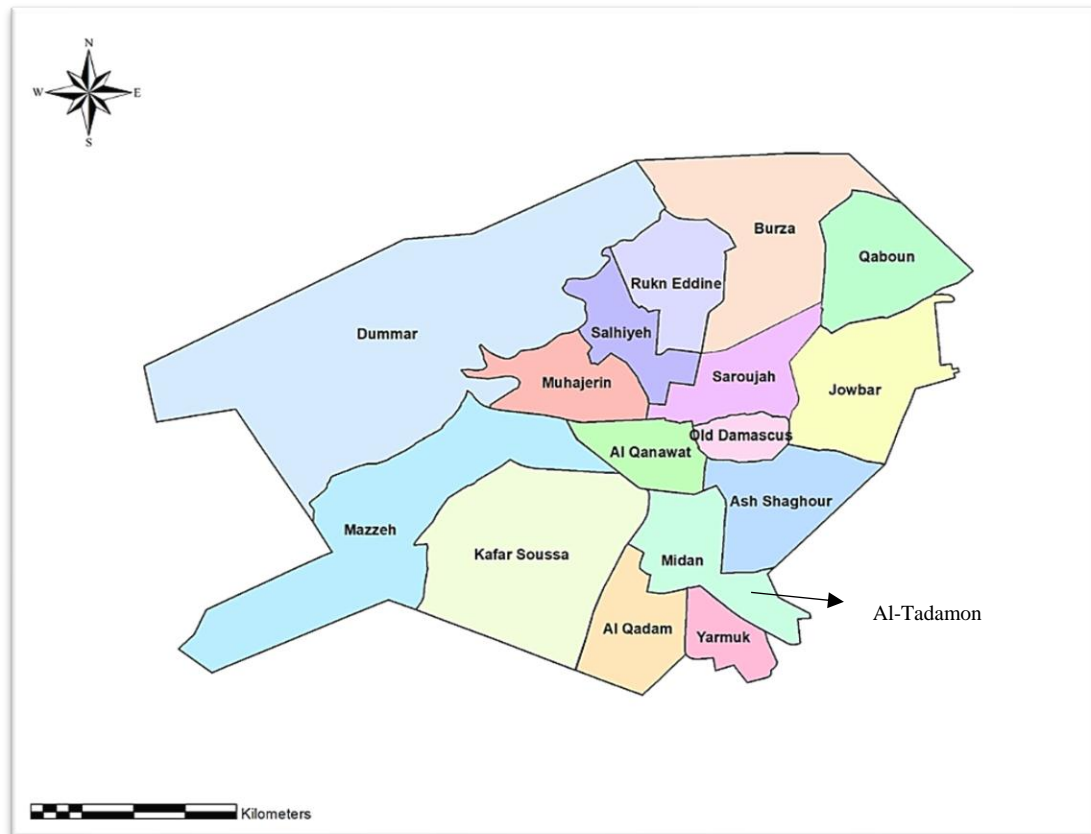 N
W E
S
Burza
Qaboun
Rukn Eddine
Dummar
Salhiyeh
Saroujah
Muhajerin
Jowbar
Old Damascus
Al Qanawat
Ash Shaghour
Mazzeh
Kafar Soussa
Midan
Al-Tadamon
Al Qadam
Yarmuk
Kilometers